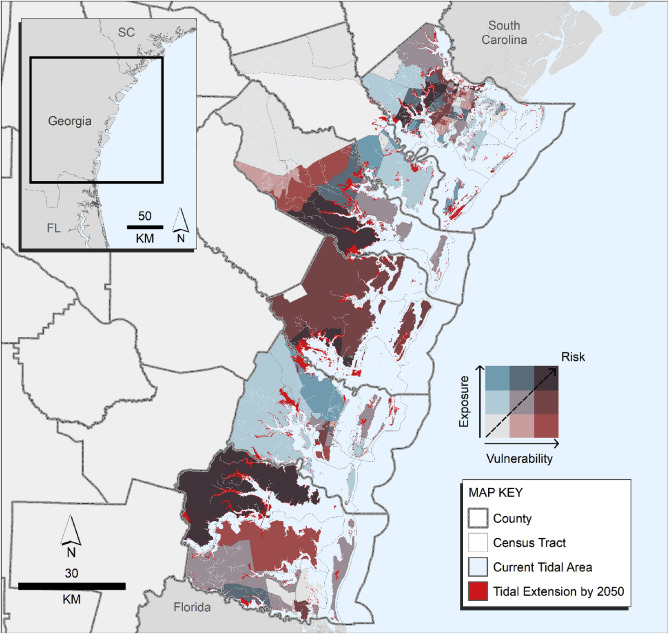 SC
Georgia
FL
50
KM
N
South
Carolina
Risk
Exposure
Vulnerability
MAP KEY
County
Census Tract
Current Tidal Area
Tidal Extension by 2050
N
30
KM
Florida